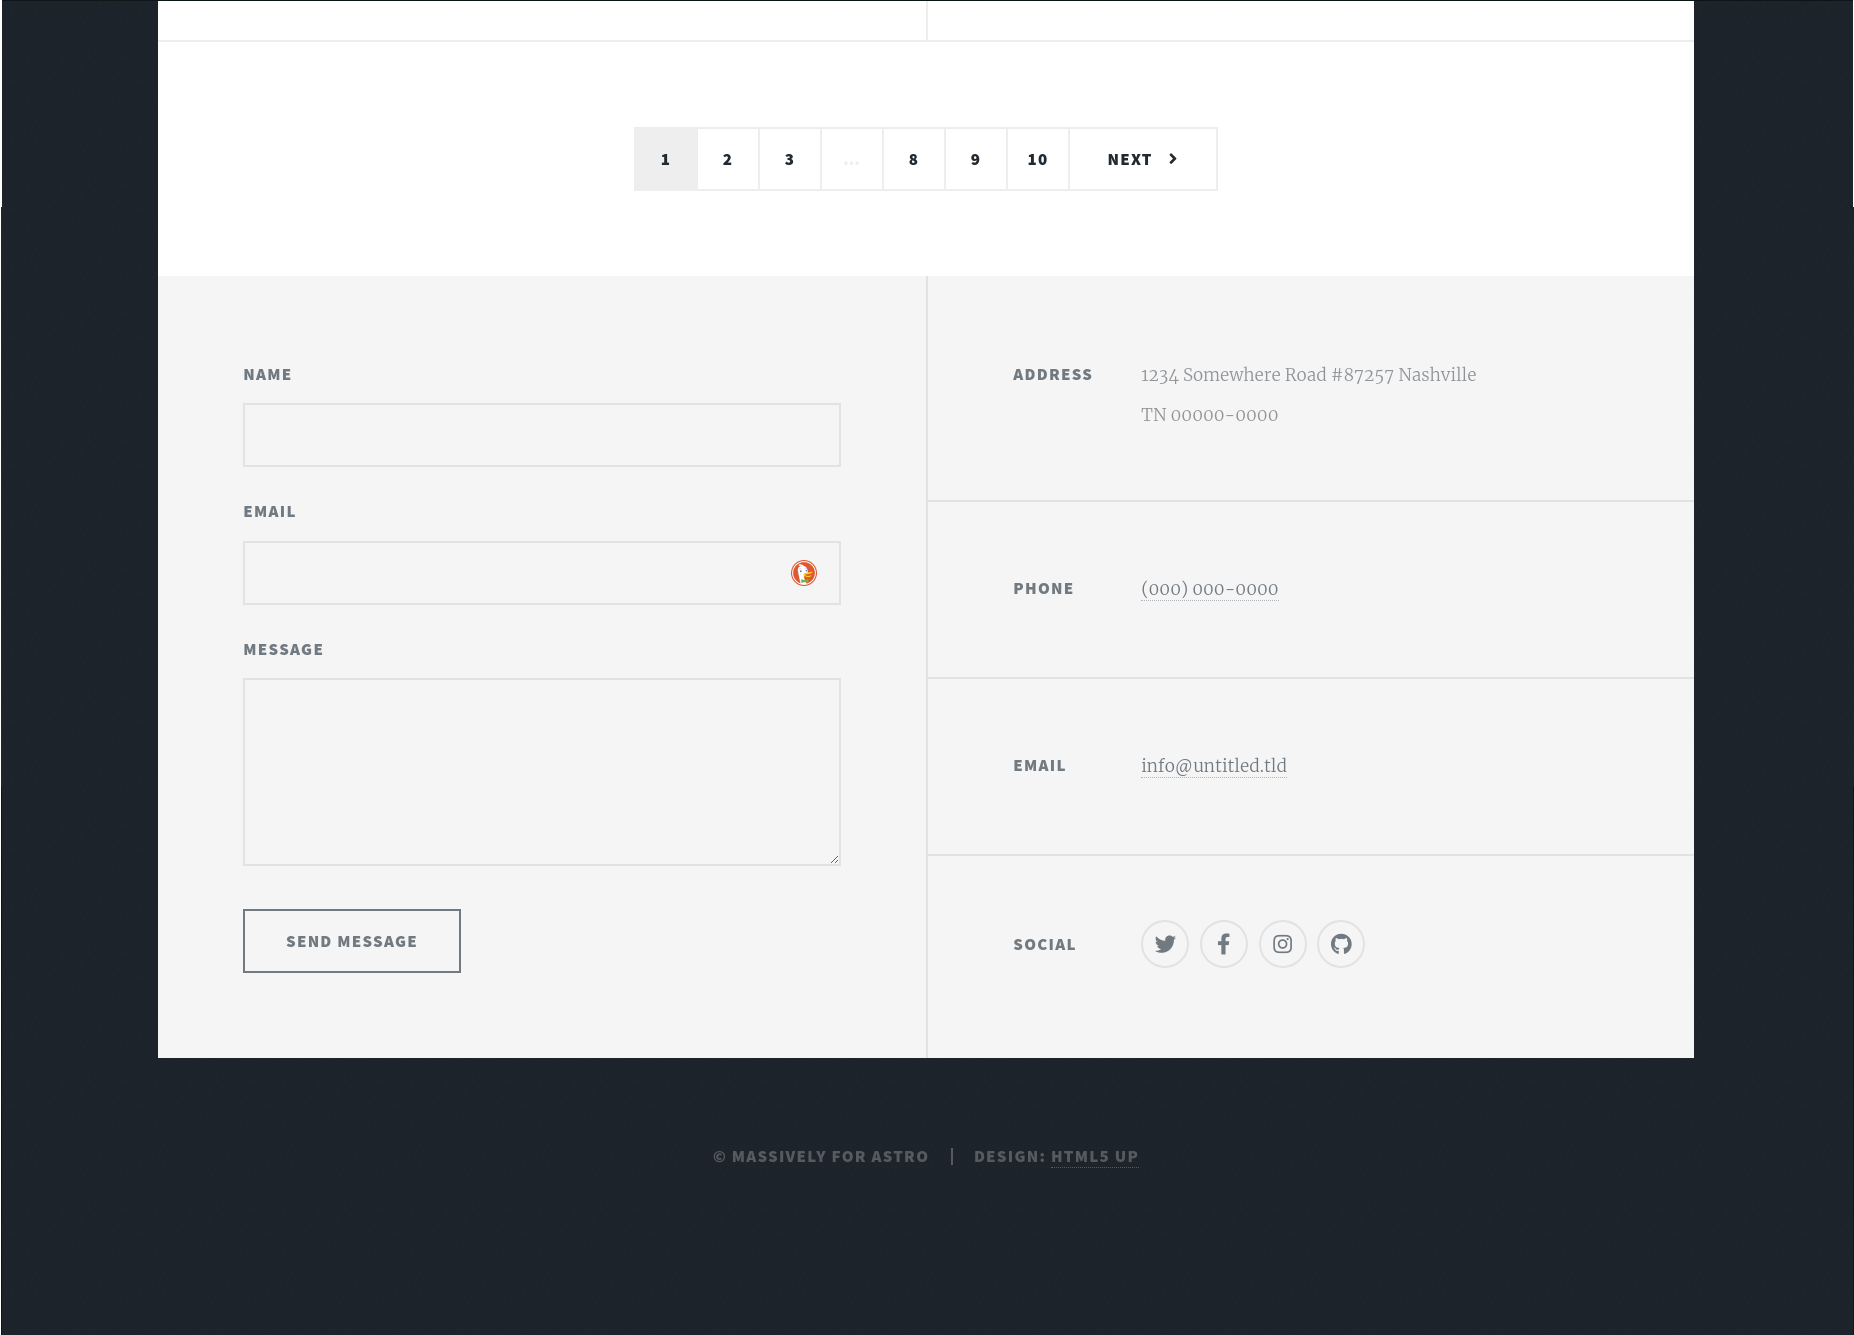 1 2 3 ... 8 9 10 NEXT
NAME
EMAIL
MESSAGE
SEND MESSAGE
ADDRESS 1234 Somewhere Road #87257 Nashville
TN 00000-0000
PHONE (000) 000-0000
EMAIL info@untitled.tld
SOCIAL
© MASSIVELY FOR ASTRO | DESIGN: HTML5 UP